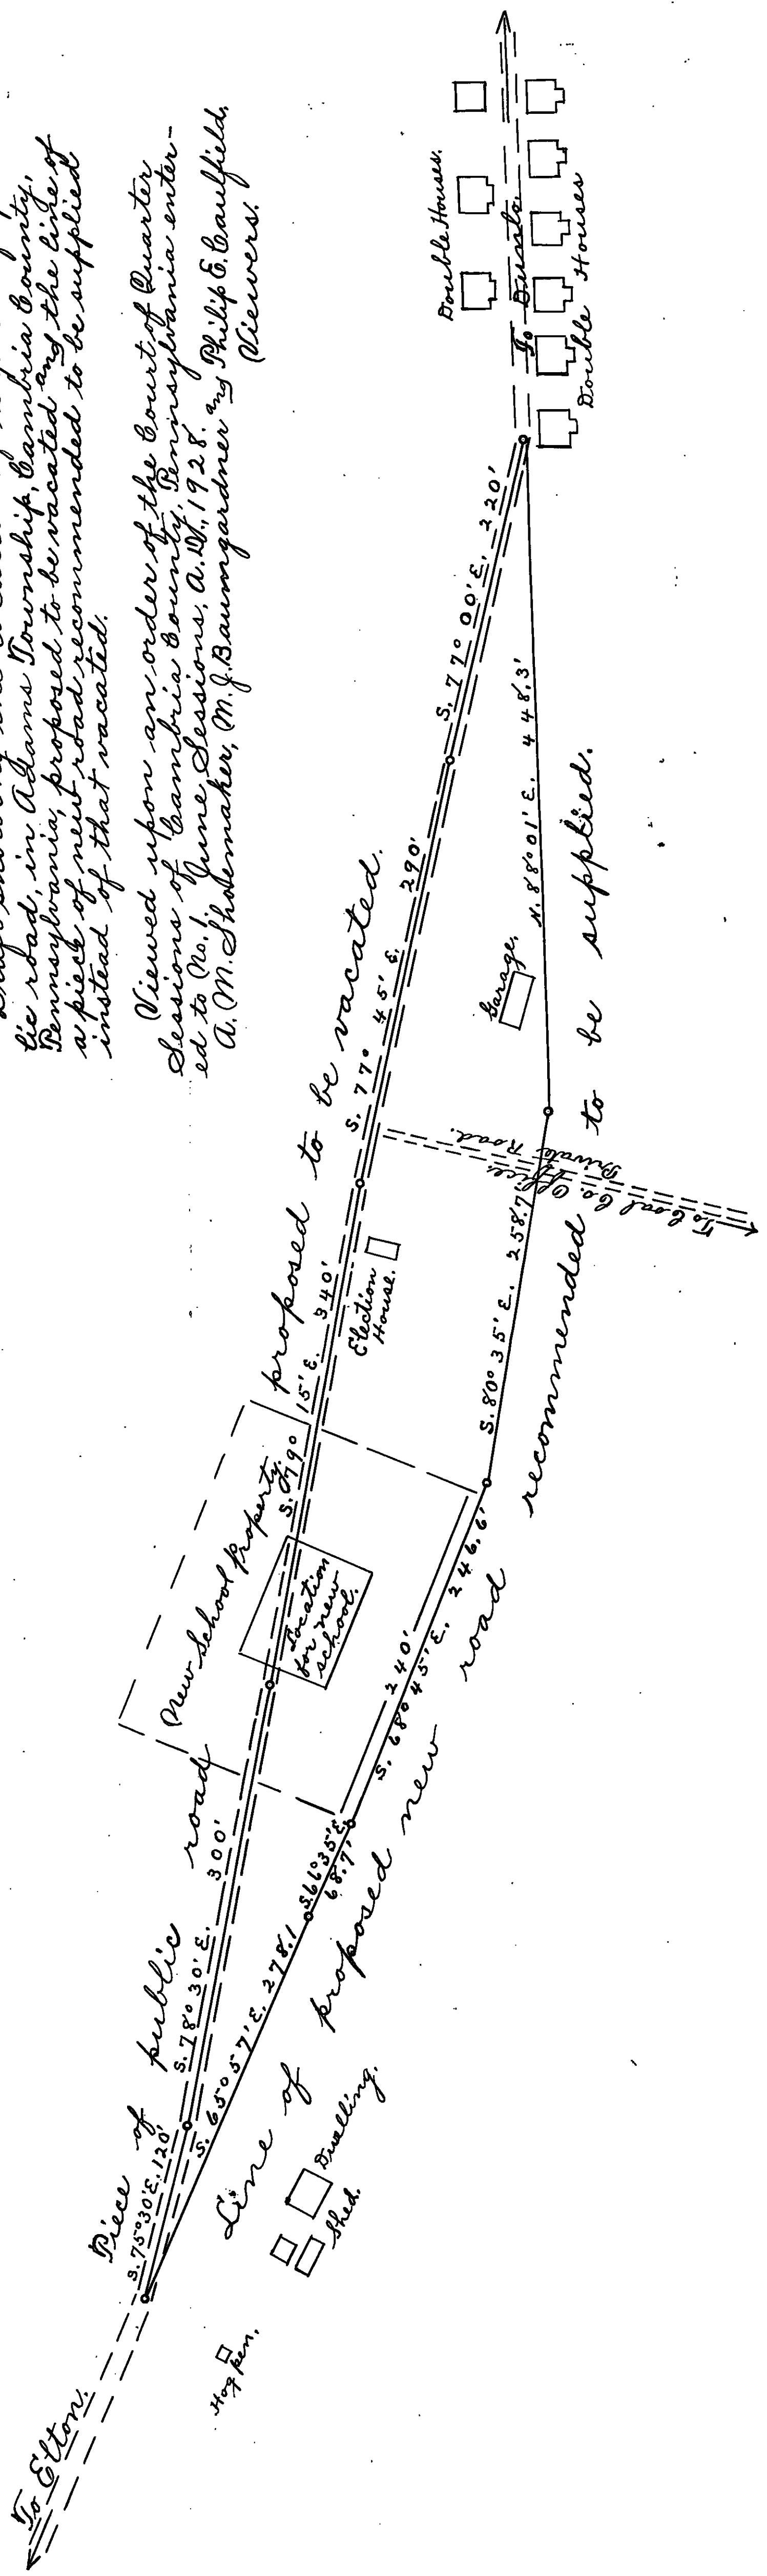 lic road, in Adams Township, Cambria County,
Pennsylvania, proposed to be vacated and the line of
a piece of new road recommended to be supplied
instead of that vacated.
Viewed upon an order of the Court of Quarter
Sessions of Cambria County, Pennsylvania enter-
ed to No. 1. June Sessions, A.D., 1928.
A. M. Shoemaker, M. J. Baumgardner and Philip E. Caulfield,
Viewers.
To Elton.
Piece of public road proposed to be vacated.
S. 75° 30' E. 120'
S. 78° 30' E. 300'
S. 79° 15' E. 340'
S. 77° 45' E. 290'
S. 77° 00' E. 220'
New School Property.
Location
for new
school.
Election
House.
Garage.
Double Houses.
To Dunslo
Double Houses
S. 65° 57' E. 278.1
S. 66° 35' E.
68.7'
240'
S. 68° 45' E. 246.6'
S. 80° 35' E. 258.7
N. 88° 01' E. 448.3'
To Coal Co. Office
Private Road.
Line of proposed new road recommended to be supplied.
Hog pen.
Shed.
Dwelling.